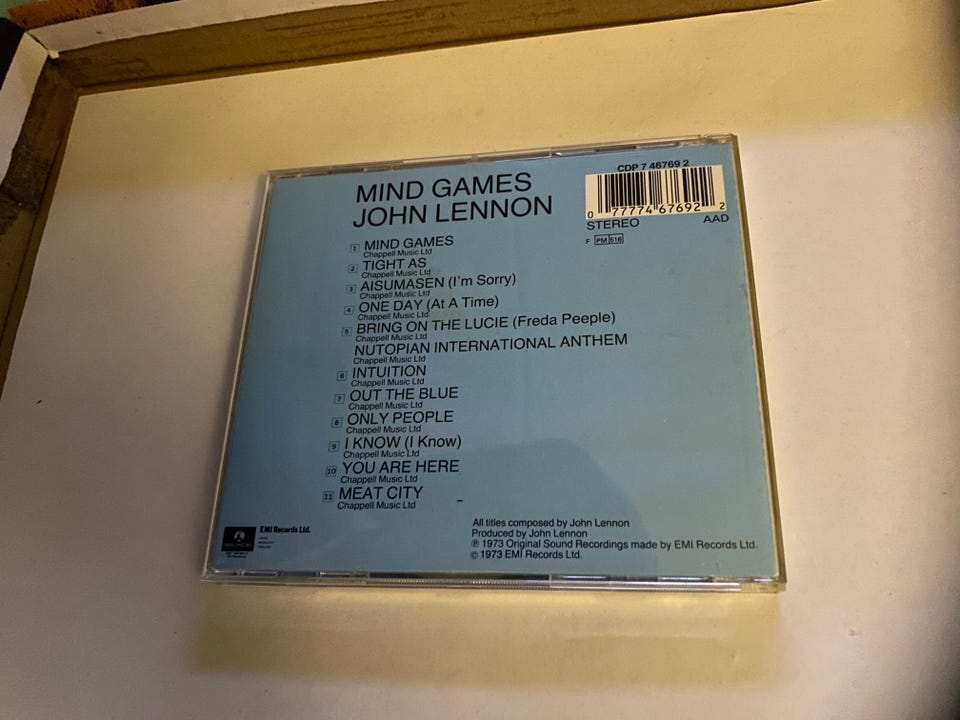 CDP 7 46769 2
0 77774 67692 2
STEREO AAD
F PM 516
MIND GAMES
JOHN LENNON
1 MIND GAMES
Chappell Music Ltd
2 TIGHT AS
Chappell Music Ltd
3 AISUMASEN (I'm Sorry)
Chappell Music Ltd
4 ONE DAY (At A Time)
Chappell Music Ltd
5 BRING ON THE LUCIE (Freda Peeple)
Chappell Music Ltd
NUTOPIAN INTERNATIONAL ANTHEM
Chappell Music Ltd
6 INTUITION
Chappell Music Ltd
7 OUT THE BLUE
Chappell Music Ltd
8 ONLY PEOPLE
Chappell Music Ltd
9 I KNOW (I Know)
Chappell Music Ltd
10 YOU ARE HERE
Chappell Music Ltd
11 MEAT CITY
Chappell Music Ltd
EMI Records Ltd.
All titles composed by John Lennon
Produced by John Lennon
℗ 1973 Original Sound Recordings made by EMI Records Ltd.
© 1973 EMI Records Ltd.